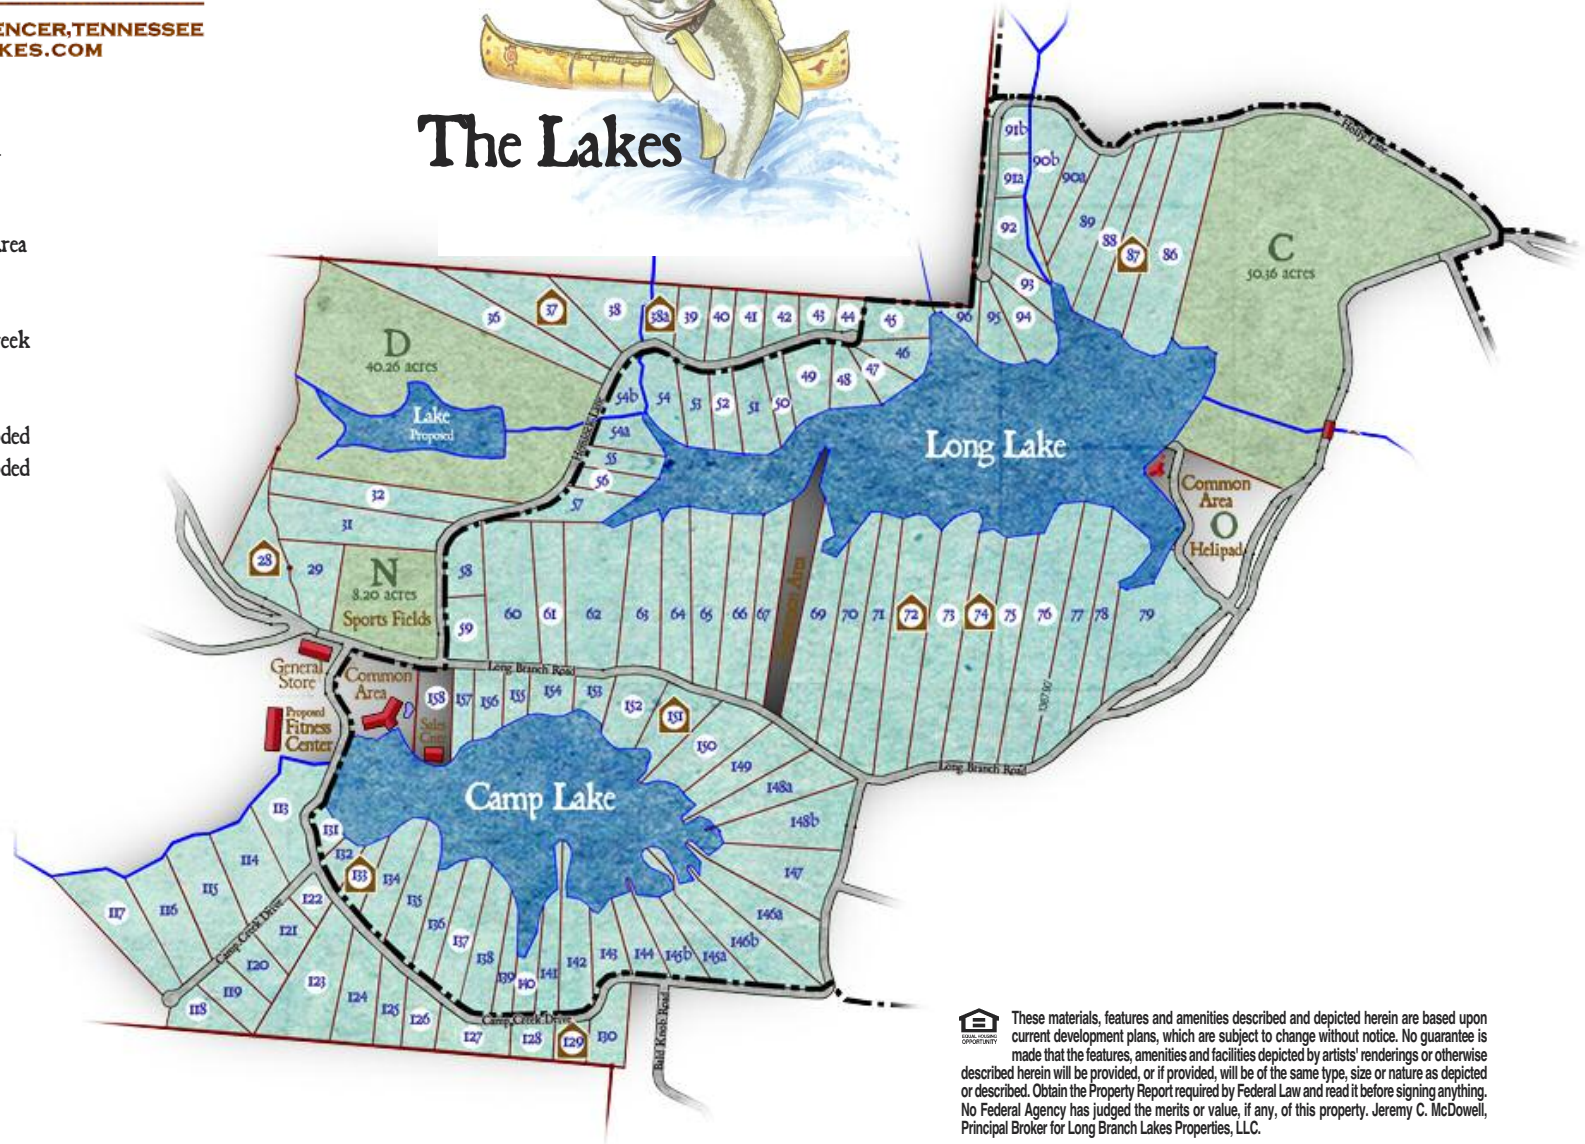 ENCER, TENNESSEE
KES.COM
The Lakes
rea
eek
ded
ded
Holly Lane
91b
90b
91a
90a
92
89
88
87
86
C
50.36 acres
93
36
37
38
38a
39
40
41
42
43
44
45
96
95
94
D
40.26 acres
46
47
48
49
50
51
52
53
54
54b
54a
55
56
57
Lake
Proposed
Hemlock Lane
Long Lake
Common
Area
O
Helipad
32
31
28
29
N
8.20 acres
Sports Fields
58
59
60
61
62
63
64
65
66
67
Common Area
69
70
71
72
73
74
75
76
77
78
79
Long Branch Road
General
Store
Common
Area
158
157
156
155
154
153
152
151
150
149
148a
148b
147
146a
146b
Sales
Proposed
Fitness
Center
Long Branch Road
Camp Lake
113
114
115
116
117
131
132
133
134
135
136
137
138
139
140
141
142
143
144
145b
145a
122
121
120
119
118
Camp Creek Drive
123
124
125
126
127
128
129
130
Camp Creek Drive
Bald Knob Road
EQUAL HOUSING
OPPORTUNITY
These materials, features and amenities described and depicted herein are based upon
current development plans, which are subject to change without notice. No guarantee is
made that the features, amenities and facilities depicted by artists' renderings or otherwise
described herein will be provided, or if provided, will be of the same type, size or nature as depicted
or described. Obtain the Property Report required by Federal Law and read it before signing anything.
No Federal Agency has judged the merits or value, if any, of this property. Jeremy C. McDowell,
Principal Broker for Long Branch Lakes Properties, LLC.